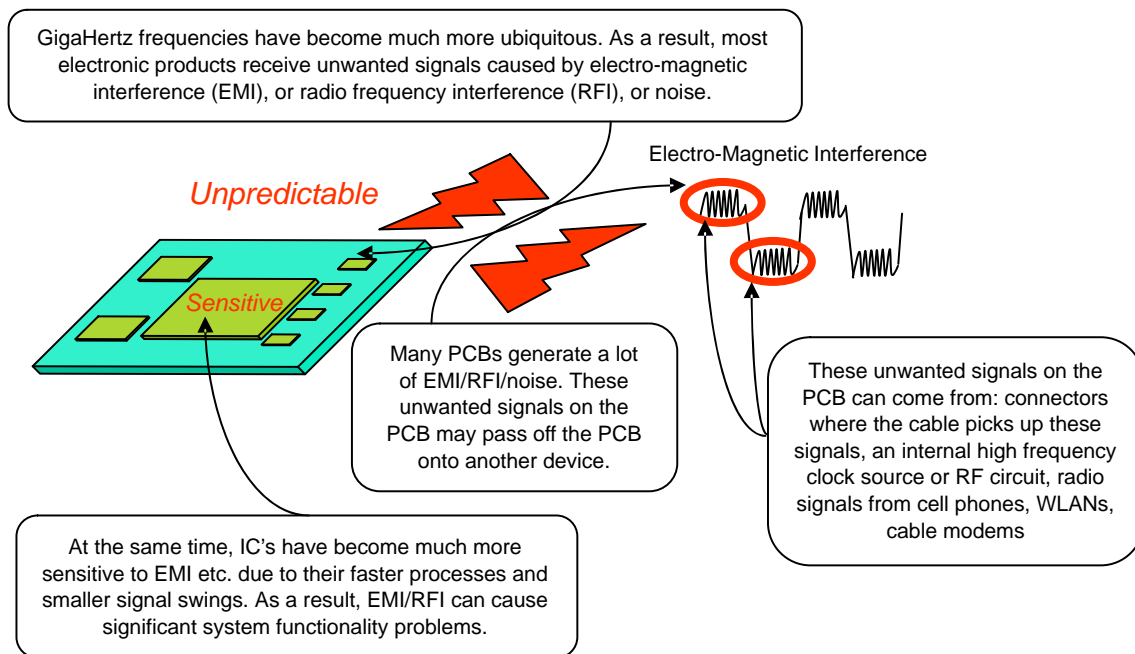 GigaHertz frequencies have become much more ubiquitous. As a result, most
electronic products receive unwanted signals caused by electro-magnetic
interference (EMI), or radio frequency interference (RFI), or noise.
Electro-Magnetic Interference
Unpredictable
Sensitive
Many PCBs generate a lot
of EMI/RFI/noise. These
unwanted signals on the
PCB may pass off the PCB
onto another device.
These unwanted signals on the
PCB can come from: connectors
where the cable picks up these
signals, an internal high frequency
clock source or RF circuit, radio
signals from cell phones, WLANs,
cable modems
At the same time, IC’s have become much more
sensitive to EMI etc. due to their faster processes and
smaller signal swings. As a result, EMI/RFI can cause
significant system functionality problems.